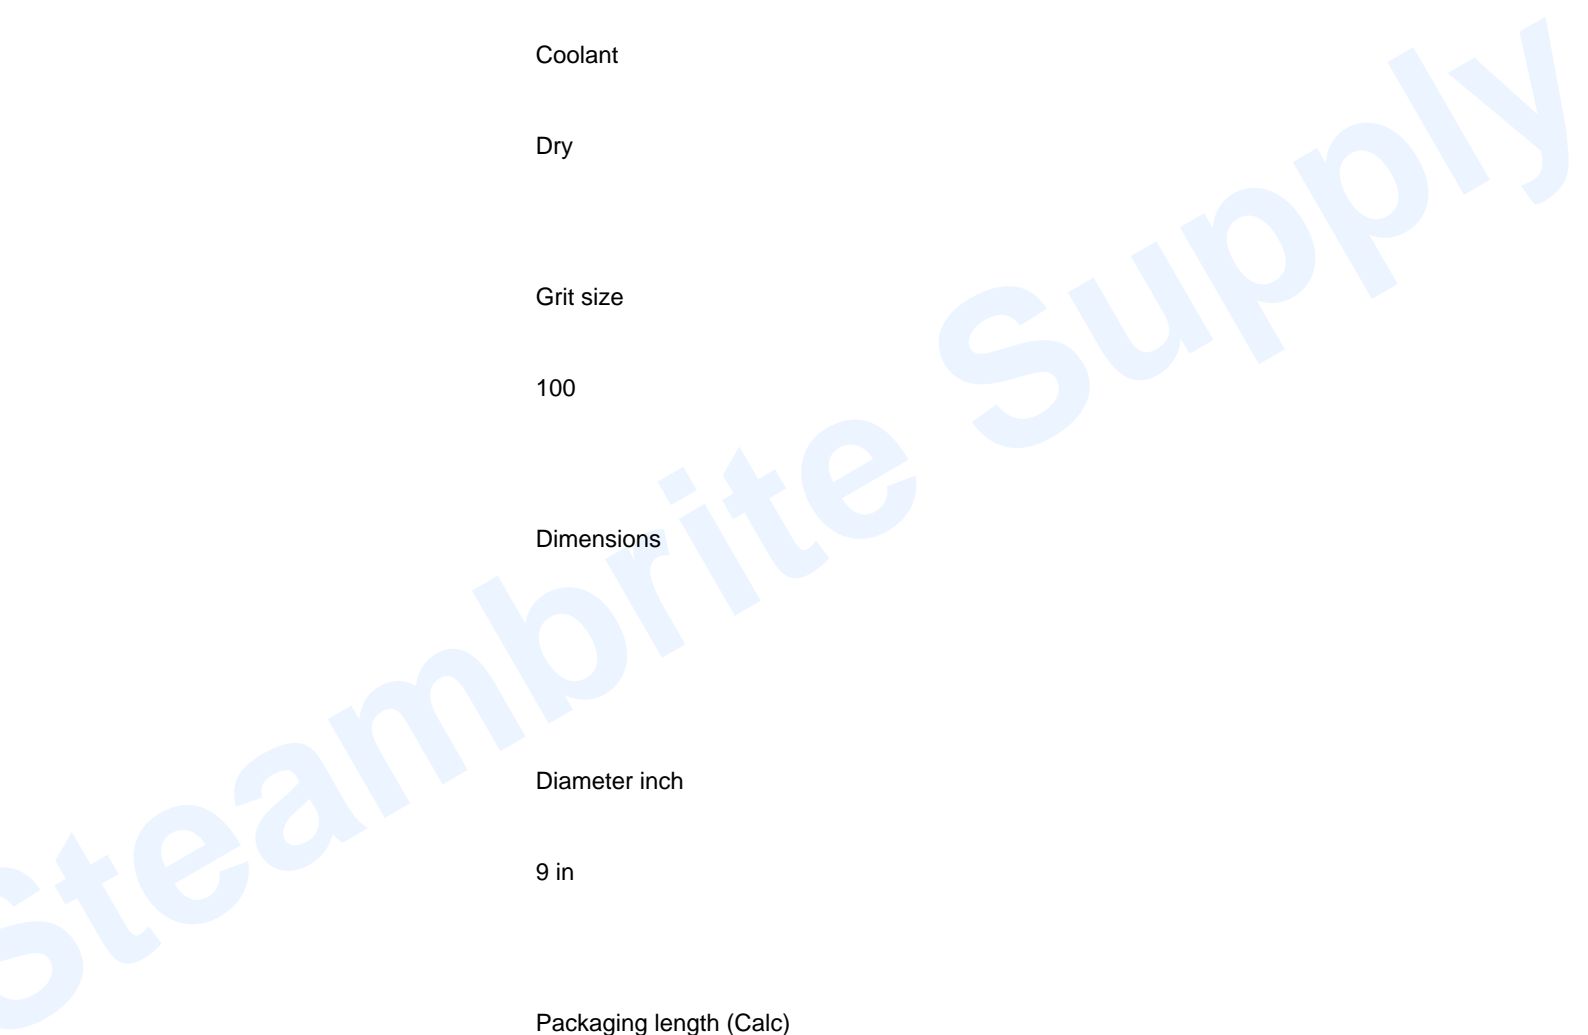 Coolant
Dry
Grit size
100
Dimensions
Diameter inch
9 in
Packaging length (Calc)
Steambrite Supply